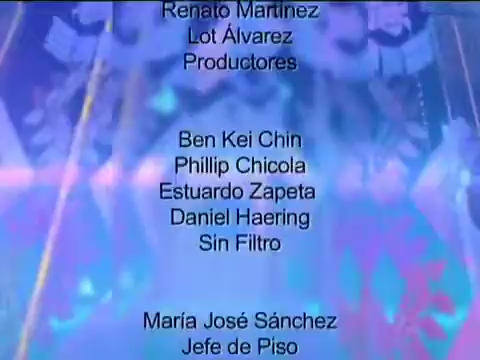 Renato Martínez
Lot Álvarez
Productores
Ben Kei Chin
Phillip Chicola
Estuardo Zapeta
Daniel Haering
Sin Filtro
María José Sánchez
Jefe de Piso